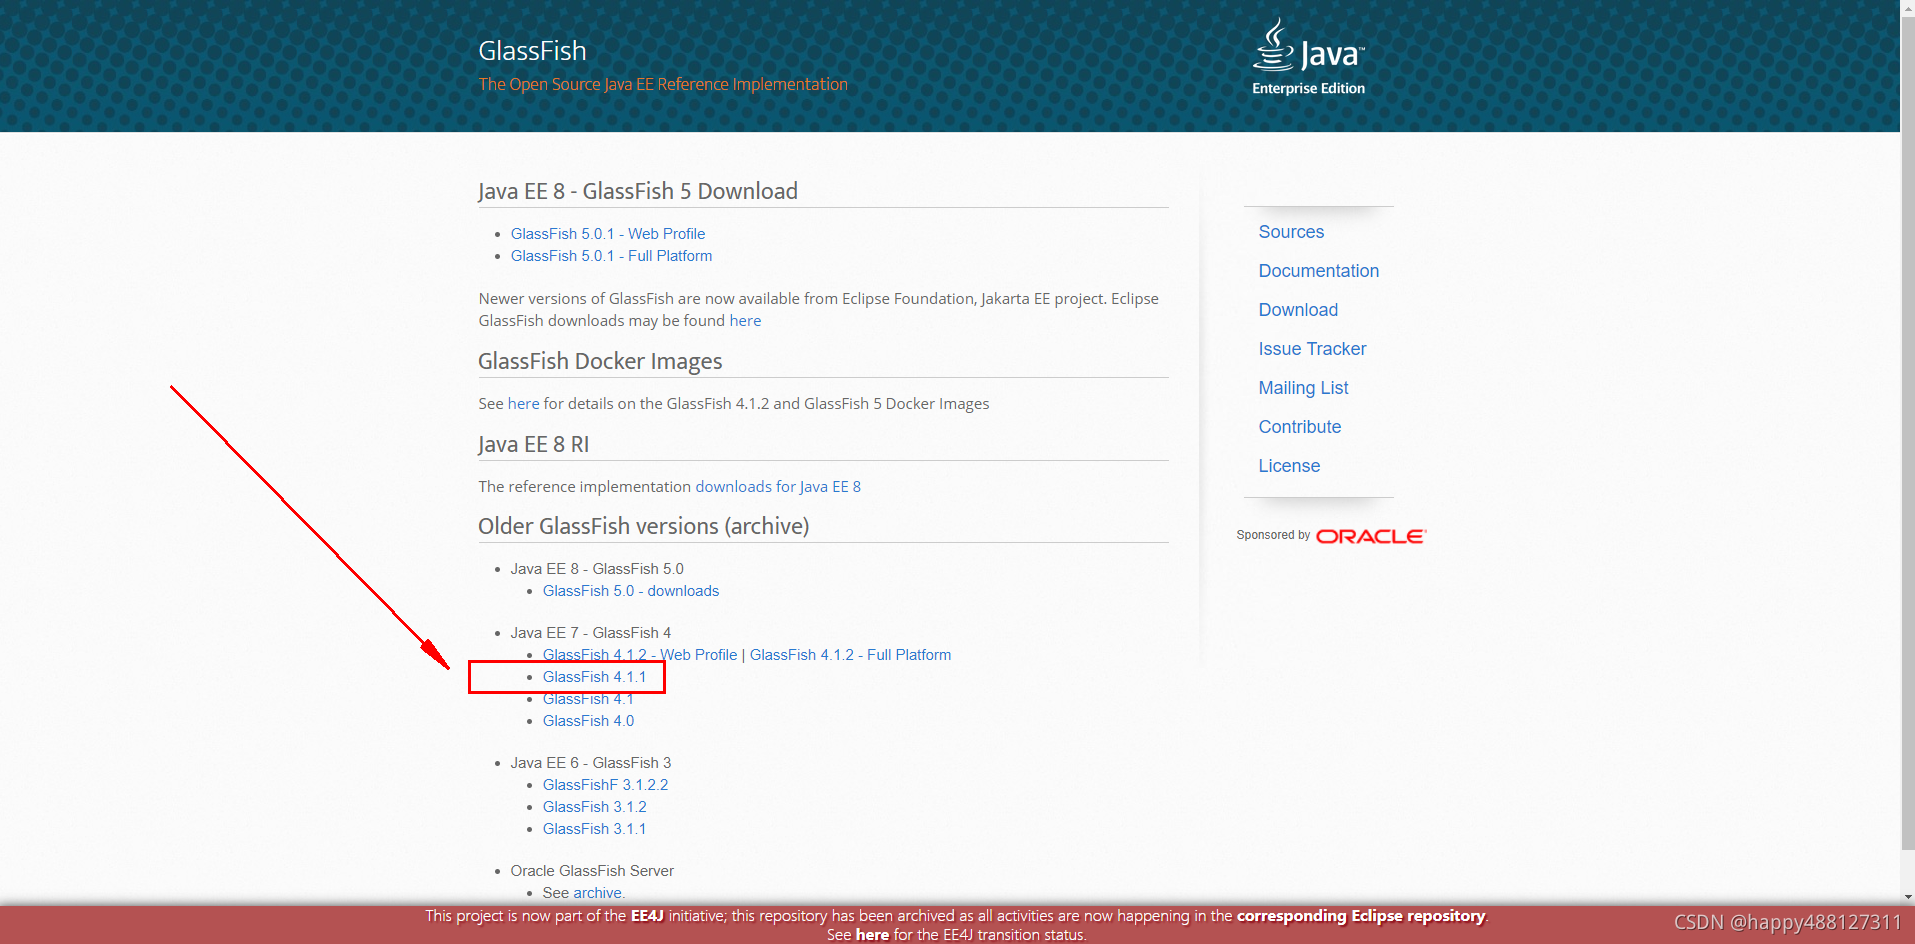 GlassFish
The Open Source Java EE Reference Implementation
Java™
Enterprise Edition
Java EE 8 - GlassFish 5 Download
GlassFish 5.0.1 - Web Profile
GlassFish 5.0.1 - Full Platform
Newer versions of GlassFish are now available from Eclipse Foundation, Jakarta EE project. Eclipse
GlassFish downloads may be found here
GlassFish Docker Images
See here for details on the GlassFish 4.1.2 and GlassFish 5 Docker Images
Java EE 8 RI
The reference implementation downloads for Java EE 8
Older GlassFish versions (archive)
Java EE 8 - GlassFish 5.0
GlassFish 5.0 - downloads
Java EE 7 - GlassFish 4
GlassFish 4.1.2 - Web Profile | GlassFish 4.1.2 - Full Platform
GlassFish 4.1.1
GlassFish 4.1
GlassFish 4.0
Java EE 6 - GlassFish 3
GlassFishF 3.1.2.2
GlassFish 3.1.2
GlassFish 3.1.1
Oracle GlassFish Server
See archive.
Sources
Documentation
Download
Issue Tracker
Mailing List
Contribute
License
Sponsored by ORACLE
This project is now part of the EE4J initiative; this repository has been archived as all activities are now happening in the corresponding Eclipse repository.
See here for the EE4J transition status.
CSDN @happy488127311